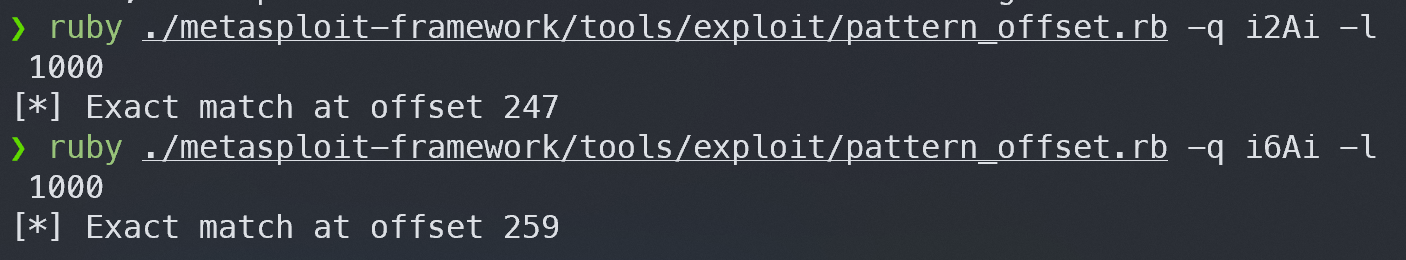 ❯ ruby ./metasploit-framework/tools/exploit/pattern_offset.rb -q i2Ai -l
1000
[*] Exact match at offset 247
❯ ruby ./metasploit-framework/tools/exploit/pattern_offset.rb -q i6Ai -l
1000
[*] Exact match at offset 259